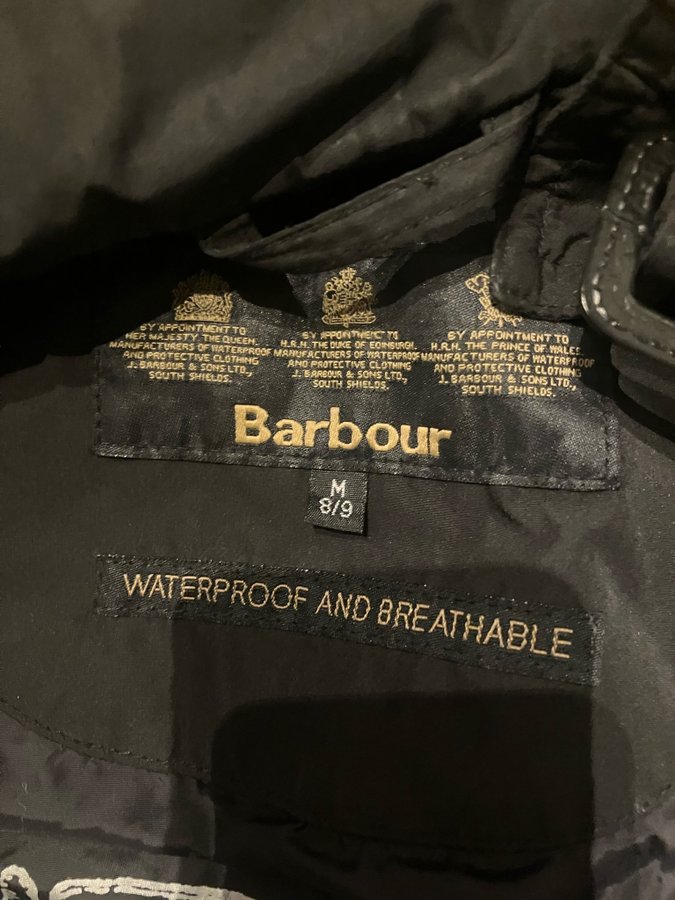 BY APPOINTMENT TO
HER MAJESTY THE QUEEN.
MANUFACTURERS OF WATERPROOF
AND PROTECTIVE CLOTHING
J. BARBOUR & SONS LTD.,
SOUTH SHIELDS.
BY APPOINTMENT TO
H.R.H. THE DUKE OF EDINBURGH.
MANUFACTURERS OF WATERPROOF
AND PROTECTIVE CLOTHING
J. BARBOUR & SONS LTD.,
SOUTH SHIELDS.
BY APPOINTMENT TO
H.R.H. THE PRINCE OF WALES.
MANUFACTURERS OF WATERPROOF
AND PROTECTIVE CLOTHING
J. BARBOUR & SONS LTD.,
SOUTH SHIELDS.
Barbour
M
8/9
WATERPROOF AND BREATHABLE